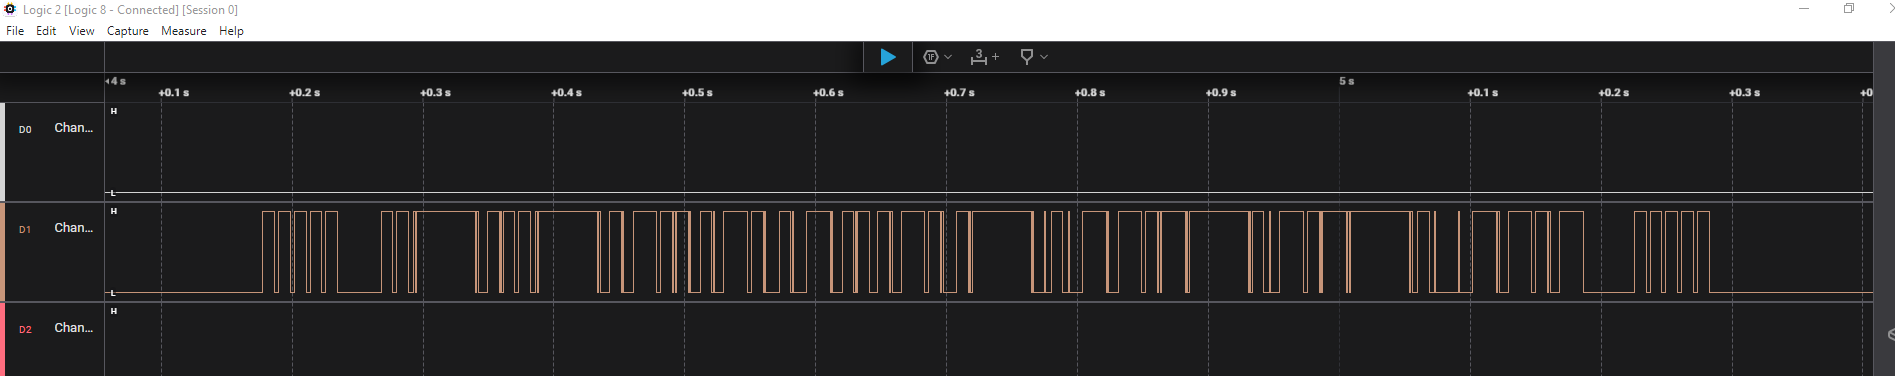 Logic 2 [Logic 8 - Connected] [Session 0]
File Edit View Capture Measure Help
1F 3 +
4 s 5 s
+0.1 s +0.2 s +0.3 s +0.4 s +0.5 s +0.6 s +0.7 s +0.8 s +0.9 s +0.1 s +0.2 s +0.3 s +0
H
D0 Chan...
L
H
D1 Chan...
L
H
D2 Chan...